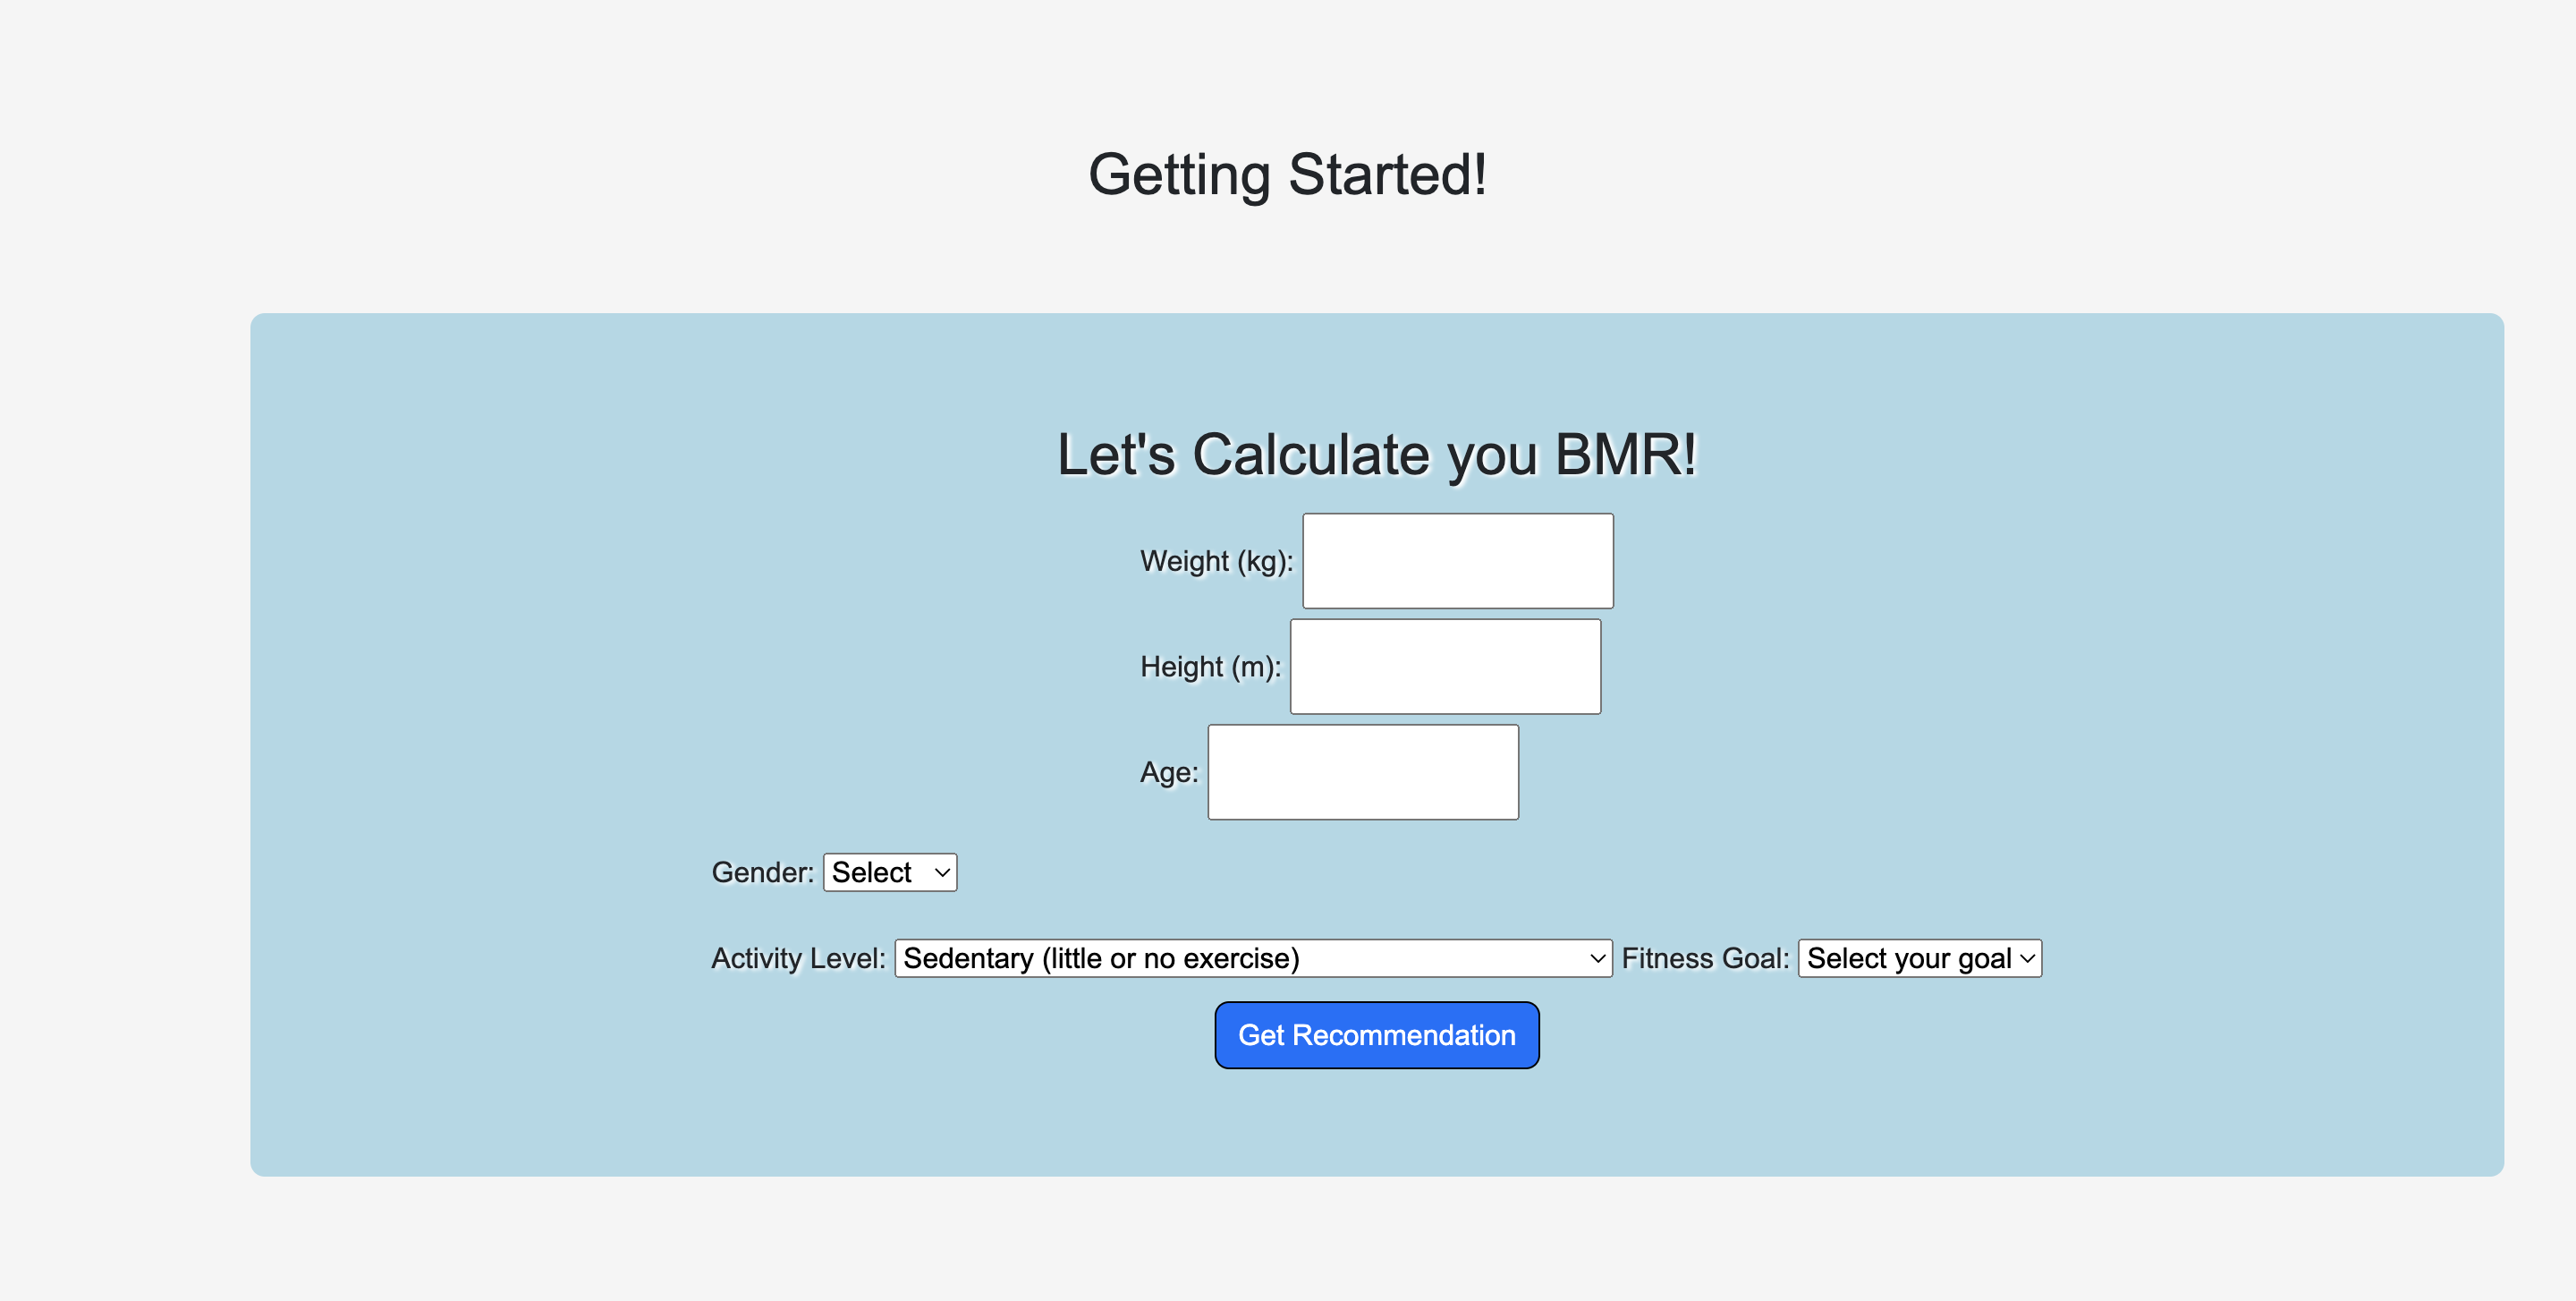 Getting Started!
Let's Calculate you BMR!
Weight (kg):
Height (m):
Age:
Gender: Select
Activity Level: Sedentary (little or no exercise) Fitness Goal: Select your goal
Get Recommendation